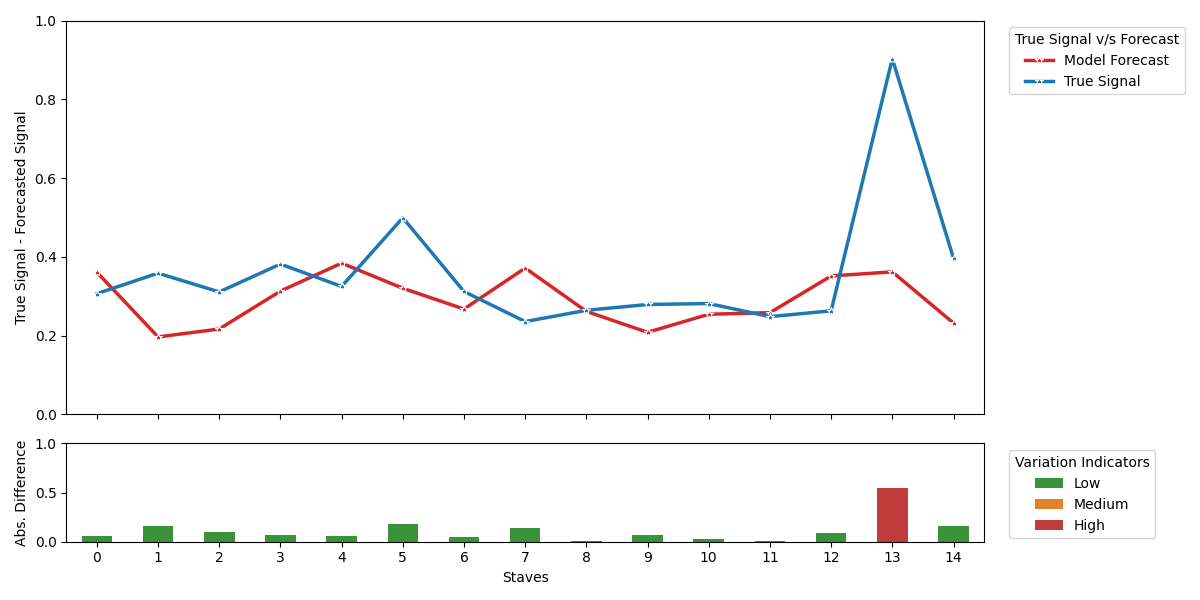 True Signal - Forecasted Signal
1.0
0.8
0.6
0.4
0.2
0.0
True Signal v/s Forecast
Model Forecast
True Signal
Abs. Difference
1.0
0.5
0.0
0 1 2 3 4 5 6 7 8 9 10 11 12 13 14
Staves
Variation Indicators
Low
Medium
High